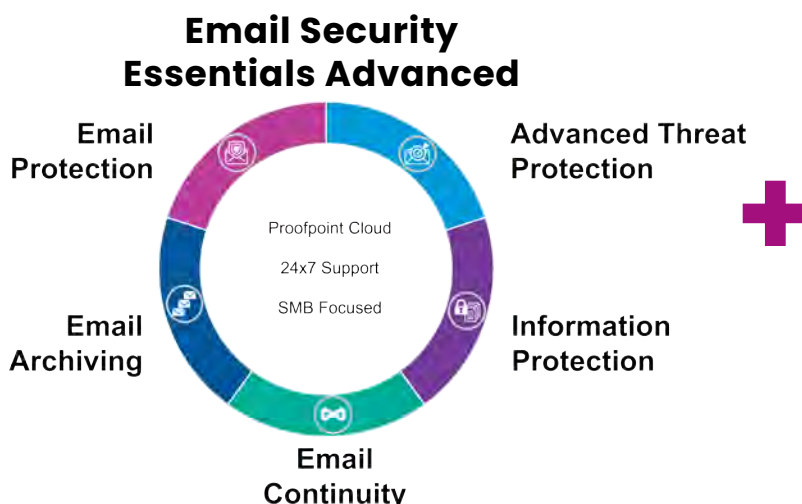 Email Security
Essentials Advanced
Email
Protection
Advanced Threat
Protection
Proofpoint Cloud
24x7 Support
SMB Focused
Email
Archiving
Information
Protection
Email
Continuity